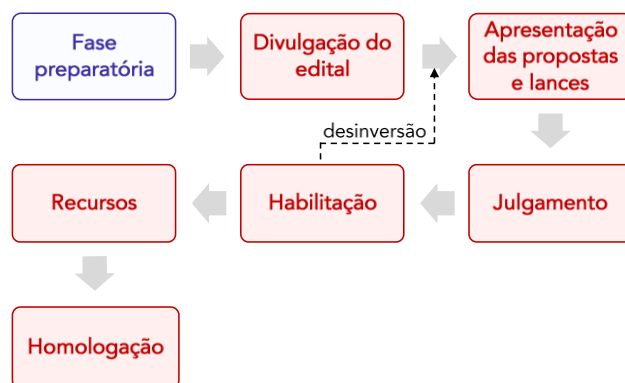 Fase
preparatória
Divulgação do
edital
Apresentação
das propostas
e lances
desinversão
Julgamento
Habilitação
Recursos
Homologação